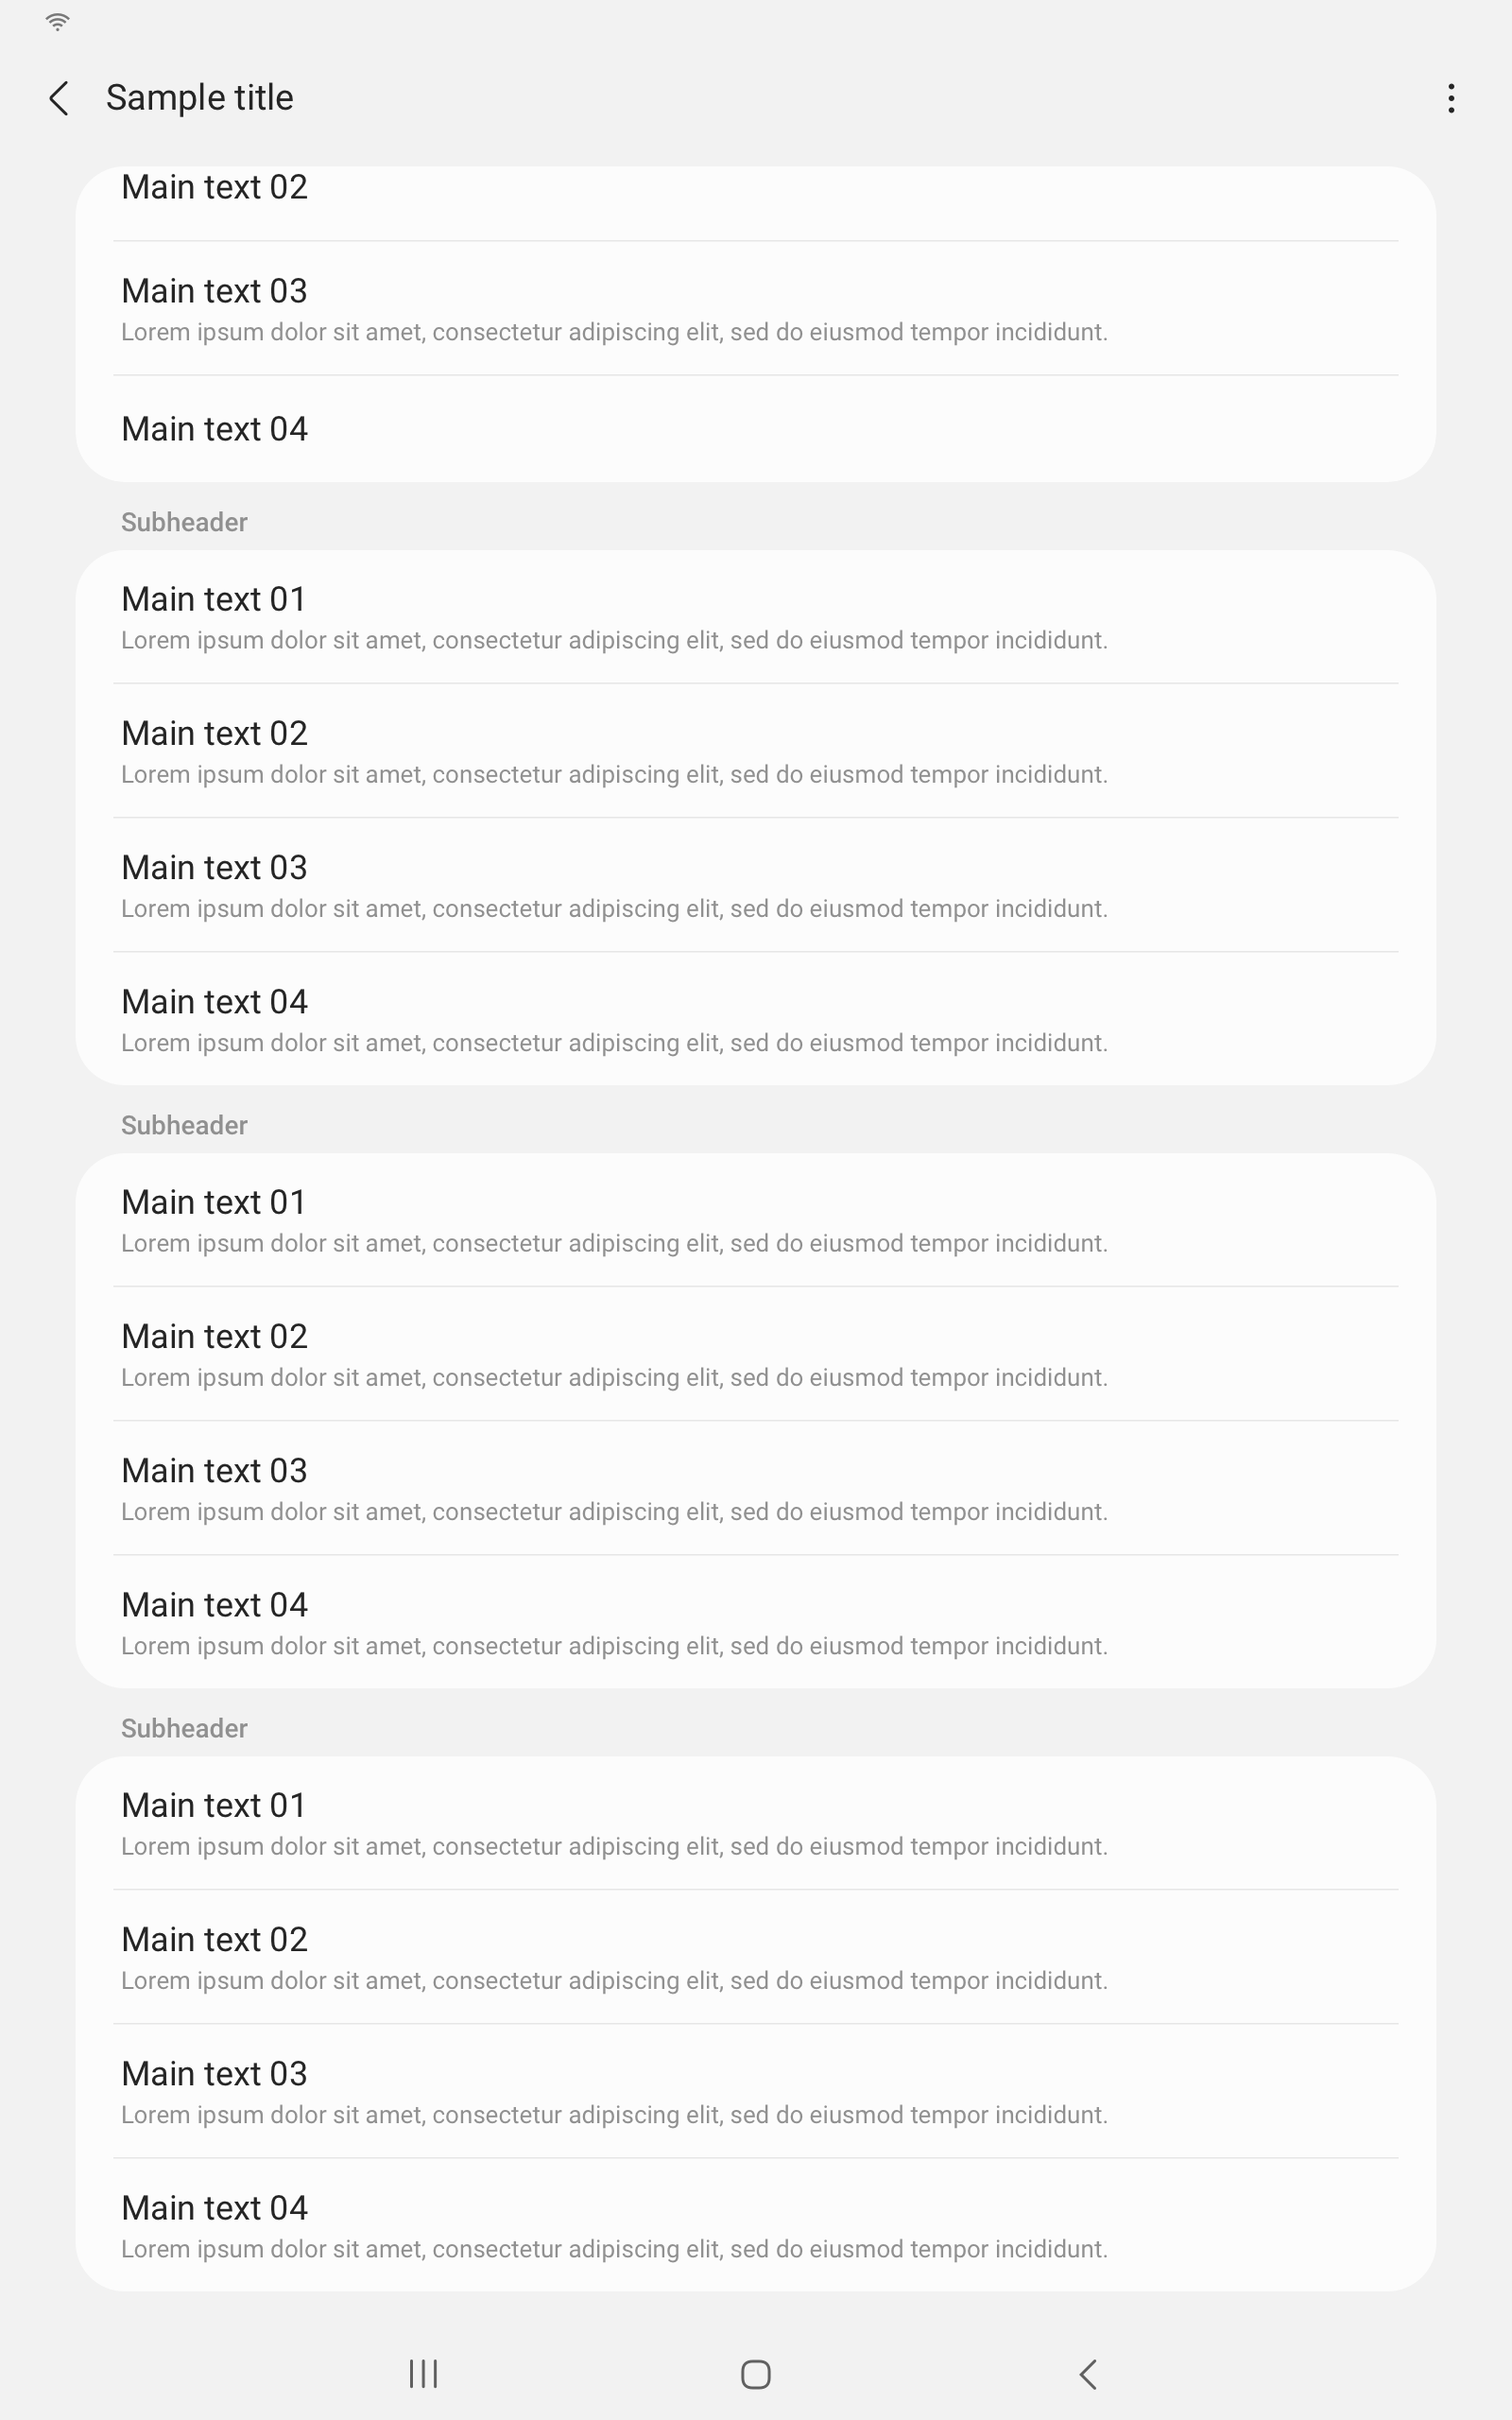 Sample title
Main text 02
Main text 03
Lorem ipsum dolor sit amet, consectetur adipiscing elit, sed do eiusmod tempor incididunt.
Main text 04
Subheader
Main text 01
Lorem ipsum dolor sit amet, consectetur adipiscing elit, sed do eiusmod tempor incididunt.
Main text 02
Lorem ipsum dolor sit amet, consectetur adipiscing elit, sed do eiusmod tempor incididunt.
Main text 03
Lorem ipsum dolor sit amet, consectetur adipiscing elit, sed do eiusmod tempor incididunt.
Main text 04
Lorem ipsum dolor sit amet, consectetur adipiscing elit, sed do eiusmod tempor incididunt.
Subheader
Main text 01
Lorem ipsum dolor sit amet, consectetur adipiscing elit, sed do eiusmod tempor incididunt.
Main text 02
Lorem ipsum dolor sit amet, consectetur adipiscing elit, sed do eiusmod tempor incididunt.
Main text 03
Lorem ipsum dolor sit amet, consectetur adipiscing elit, sed do eiusmod tempor incididunt.
Main text 04
Lorem ipsum dolor sit amet, consectetur adipiscing elit, sed do eiusmod tempor incididunt.
Subheader
Main text 01
Lorem ipsum dolor sit amet, consectetur adipiscing elit, sed do eiusmod tempor incididunt.
Main text 02
Lorem ipsum dolor sit amet, consectetur adipiscing elit, sed do eiusmod tempor incididunt.
Main text 03
Lorem ipsum dolor sit amet, consectetur adipiscing elit, sed do eiusmod tempor incididunt.
Main text 04
Lorem ipsum dolor sit amet, consectetur adipiscing elit, sed do eiusmod tempor incididunt.